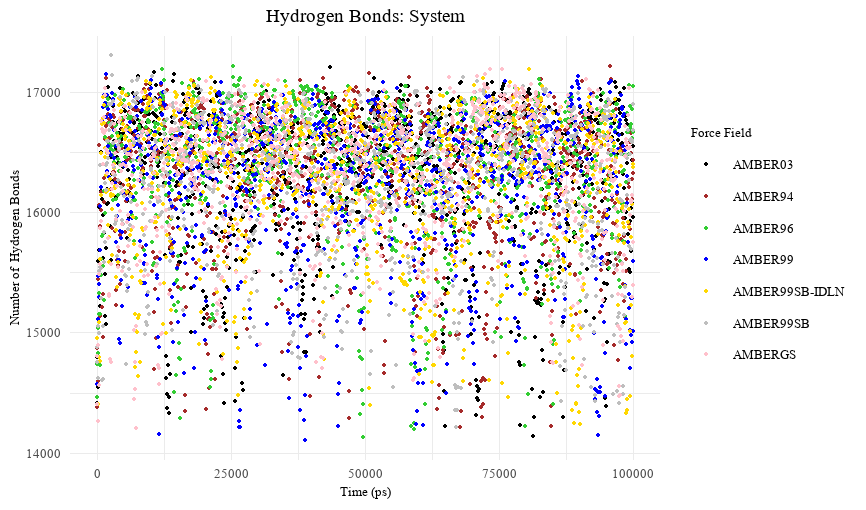 Hydrogen Bonds: System
Number of Hydrogen Bonds
17000
16000
15000
14000
0
25000
50000
75000
100000
Time (ps)
Force Field
AMBER03
AMBER94
AMBER96
AMBER99
AMBER99SB-IDLN
AMBER99SB
AMBERGS